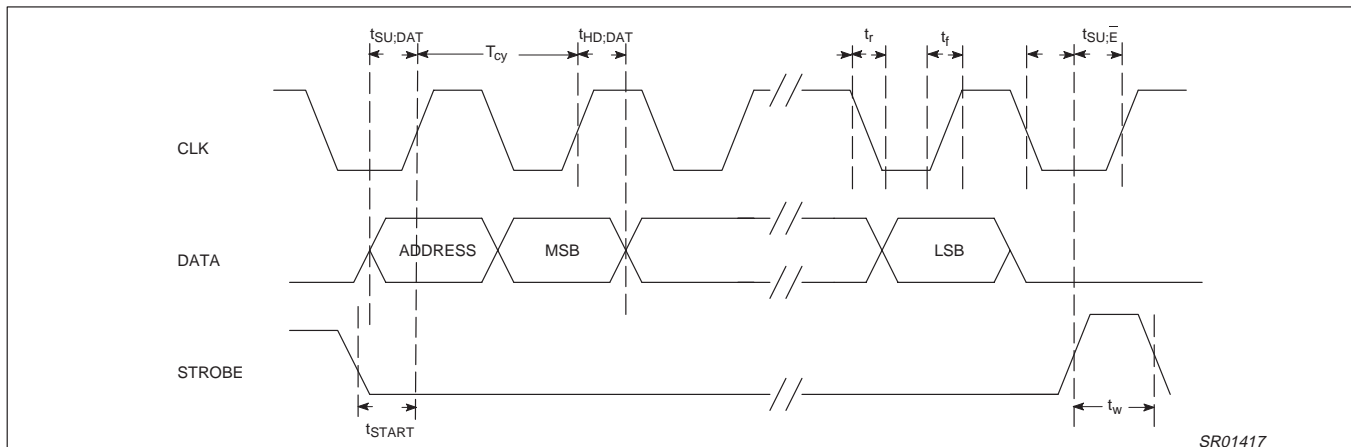 tSU;DAT
Tcy
tHD;DAT
tr
tf
tSU;E̅
CLK
DATA
ADDRESS
MSB
LSB
STROBE
tSTART
tw
SR01417